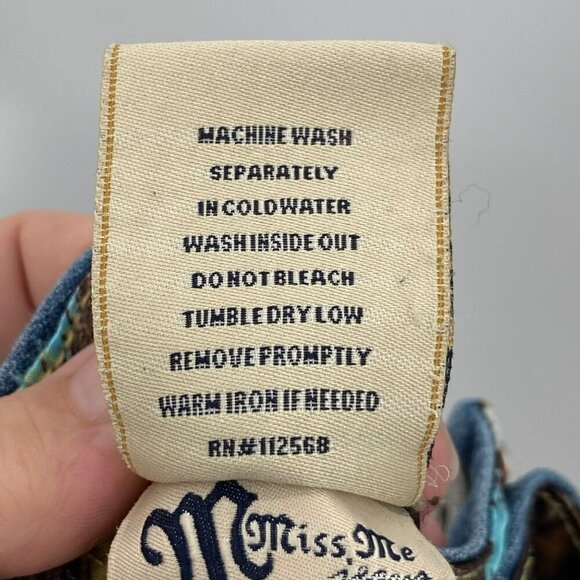 MACHINE WASH
SEPARATELY
IN COLD WATER
WASH INSIDE OUT
DO NOT BLEACH
TUMBLE DRY LOW
REMOVE PROMPTLY
WARM IRON IF NEEDED
RN#112568
M
Miss Me